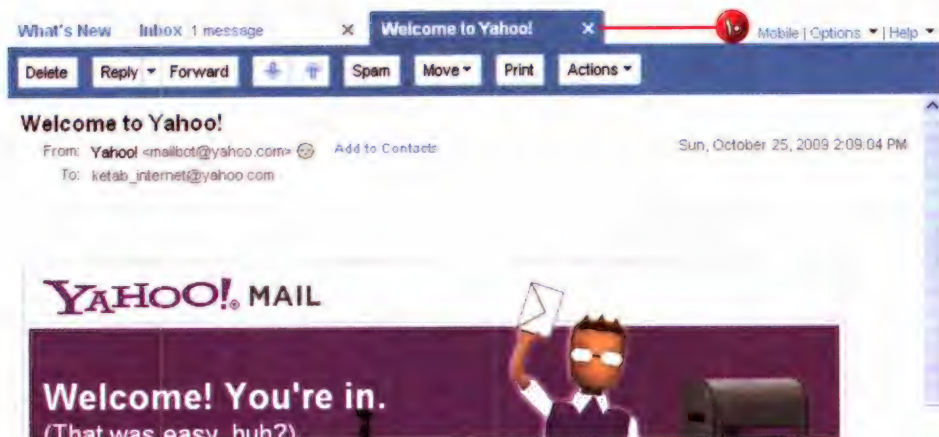 What's New Inbox 1 message × Welcome to Yahoo! × ۱۰ Mobile | Options ▼ | Help ▼
Delete Reply ▼ Forward Spam Move ▼ Print Actions ▼
Welcome to Yahoo!
From: Yahoo! <mailbot@yahoo.com> Add to Contacts Sun, October 25, 2009 2:09:04 PM
To: ketab_internet@yahoo.com
YAHOO!® MAIL
Welcome! You're in.
(That was easy, huh?)